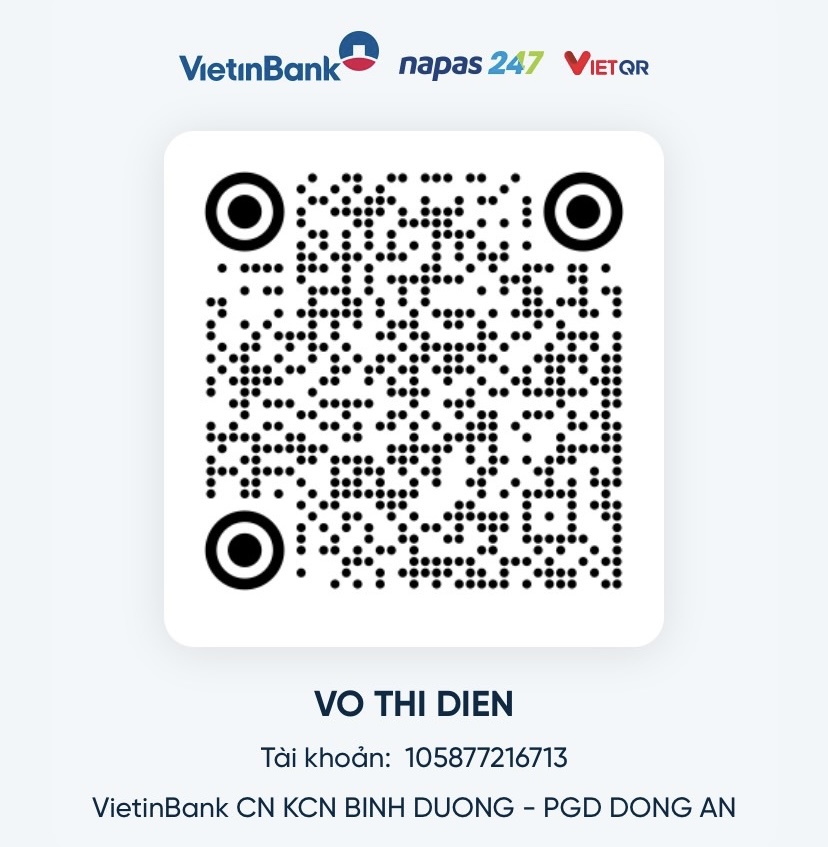 VietinBank napas 247 VIETQR
VO THI DIEN
Tài khoản: 105877216713
VietinBank CN KCN BINH DUONG - PGD DONG AN